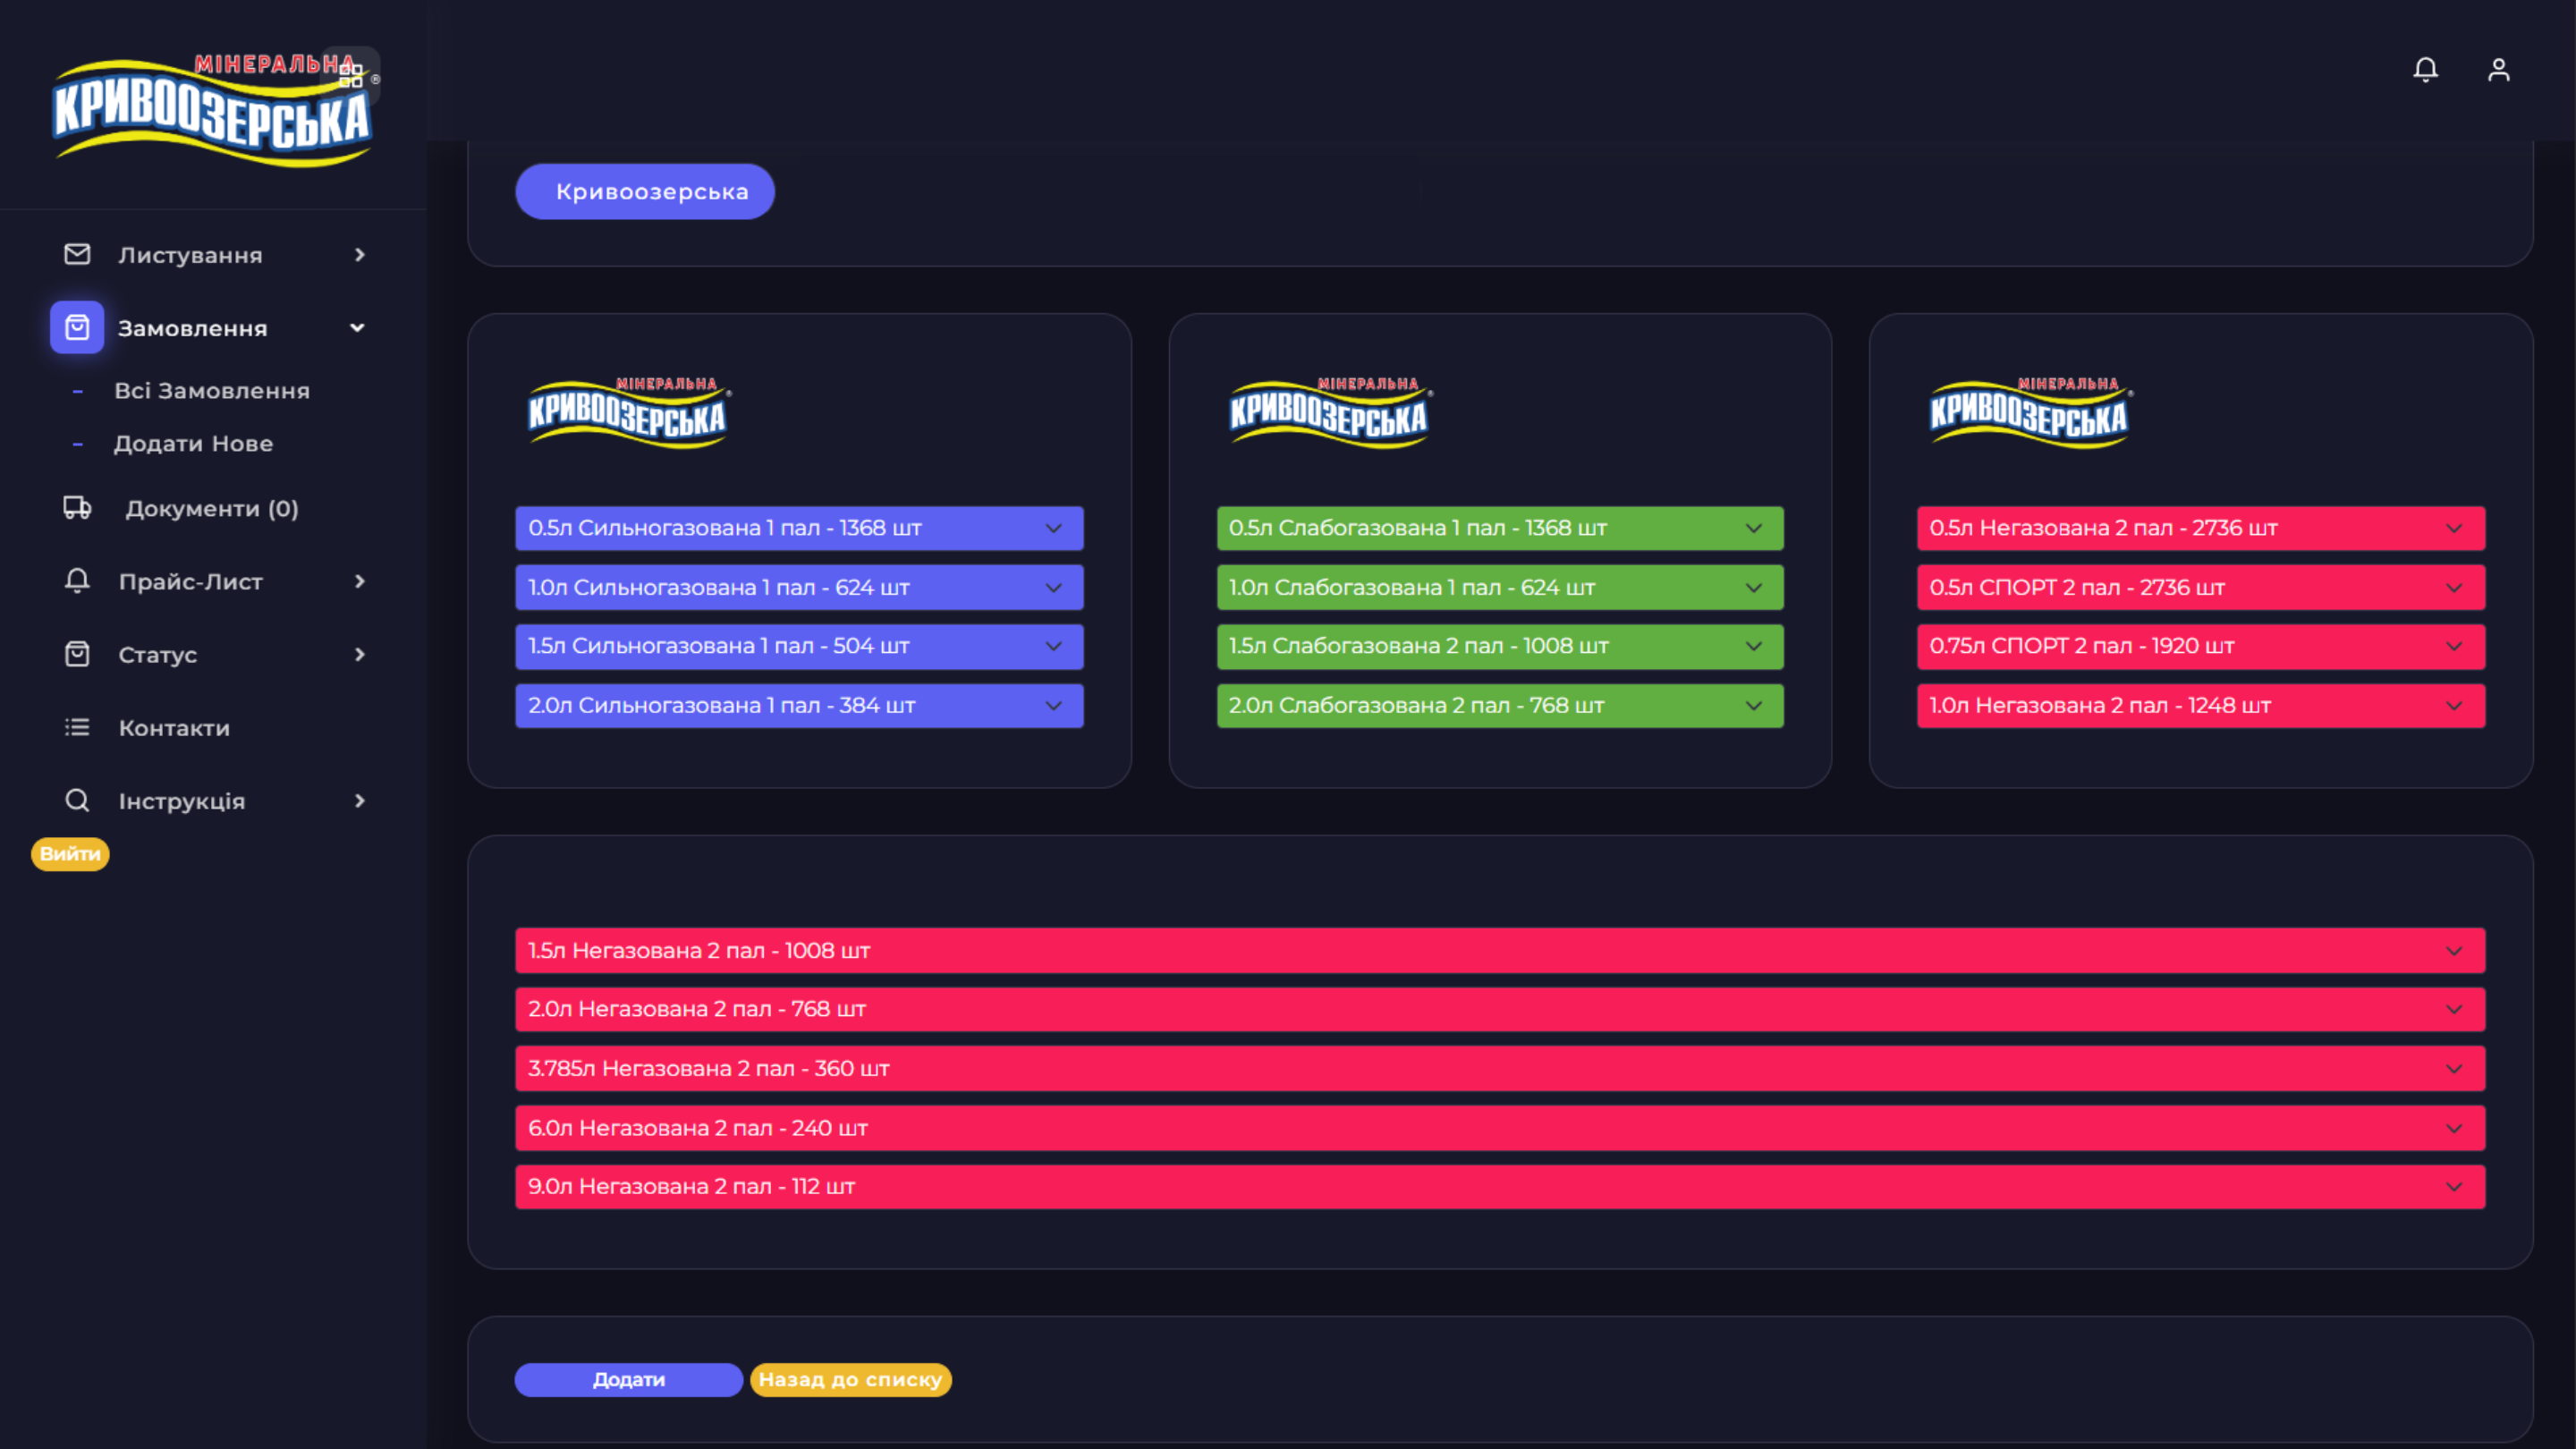 МІНЕРАЛЬНА
КРИВООЗЕРСЬКА ®
Листування
Замовлення
- Всі Замовлення
- Додати Нове
Документи (0)
Прайс-Лист
Статус
Контакти
Інструкція
Вийти
Кривоозерська
МІНЕРАЛЬНА
КРИВООЗЕРСЬКА ®
0.5л Сильногазована 1 пал - 1368 шт
1.0л Сильногазована 1 пал - 624 шт
1.5л Сильногазована 1 пал - 504 шт
2.0л Сильногазована 1 пал - 384 шт
МІНЕРАЛЬНА
КРИВООЗЕРСЬКА ®
0.5л Слабогазована 1 пал - 1368 шт
1.0л Слабогазована 1 пал - 624 шт
1.5л Слабогазована 2 пал - 1008 шт
2.0л Слабогазована 2 пал - 768 шт
МІНЕРАЛЬНА
КРИВООЗЕРСЬКА ®
0.5л Негазована 2 пал - 2736 шт
0.5л СПОРТ 2 пал - 2736 шт
0.75л СПОРТ 2 пал - 1920 шт
1.0л Негазована 2 пал - 1248 шт
1.5л Негазована 2 пал - 1008 шт
2.0л Негазована 2 пал - 768 шт
3.785л Негазована 2 пал - 360 шт
6.0л Негазована 2 пал - 240 шт
9.0л Негазована 2 пал - 112 шт
Додати
Назад до списку